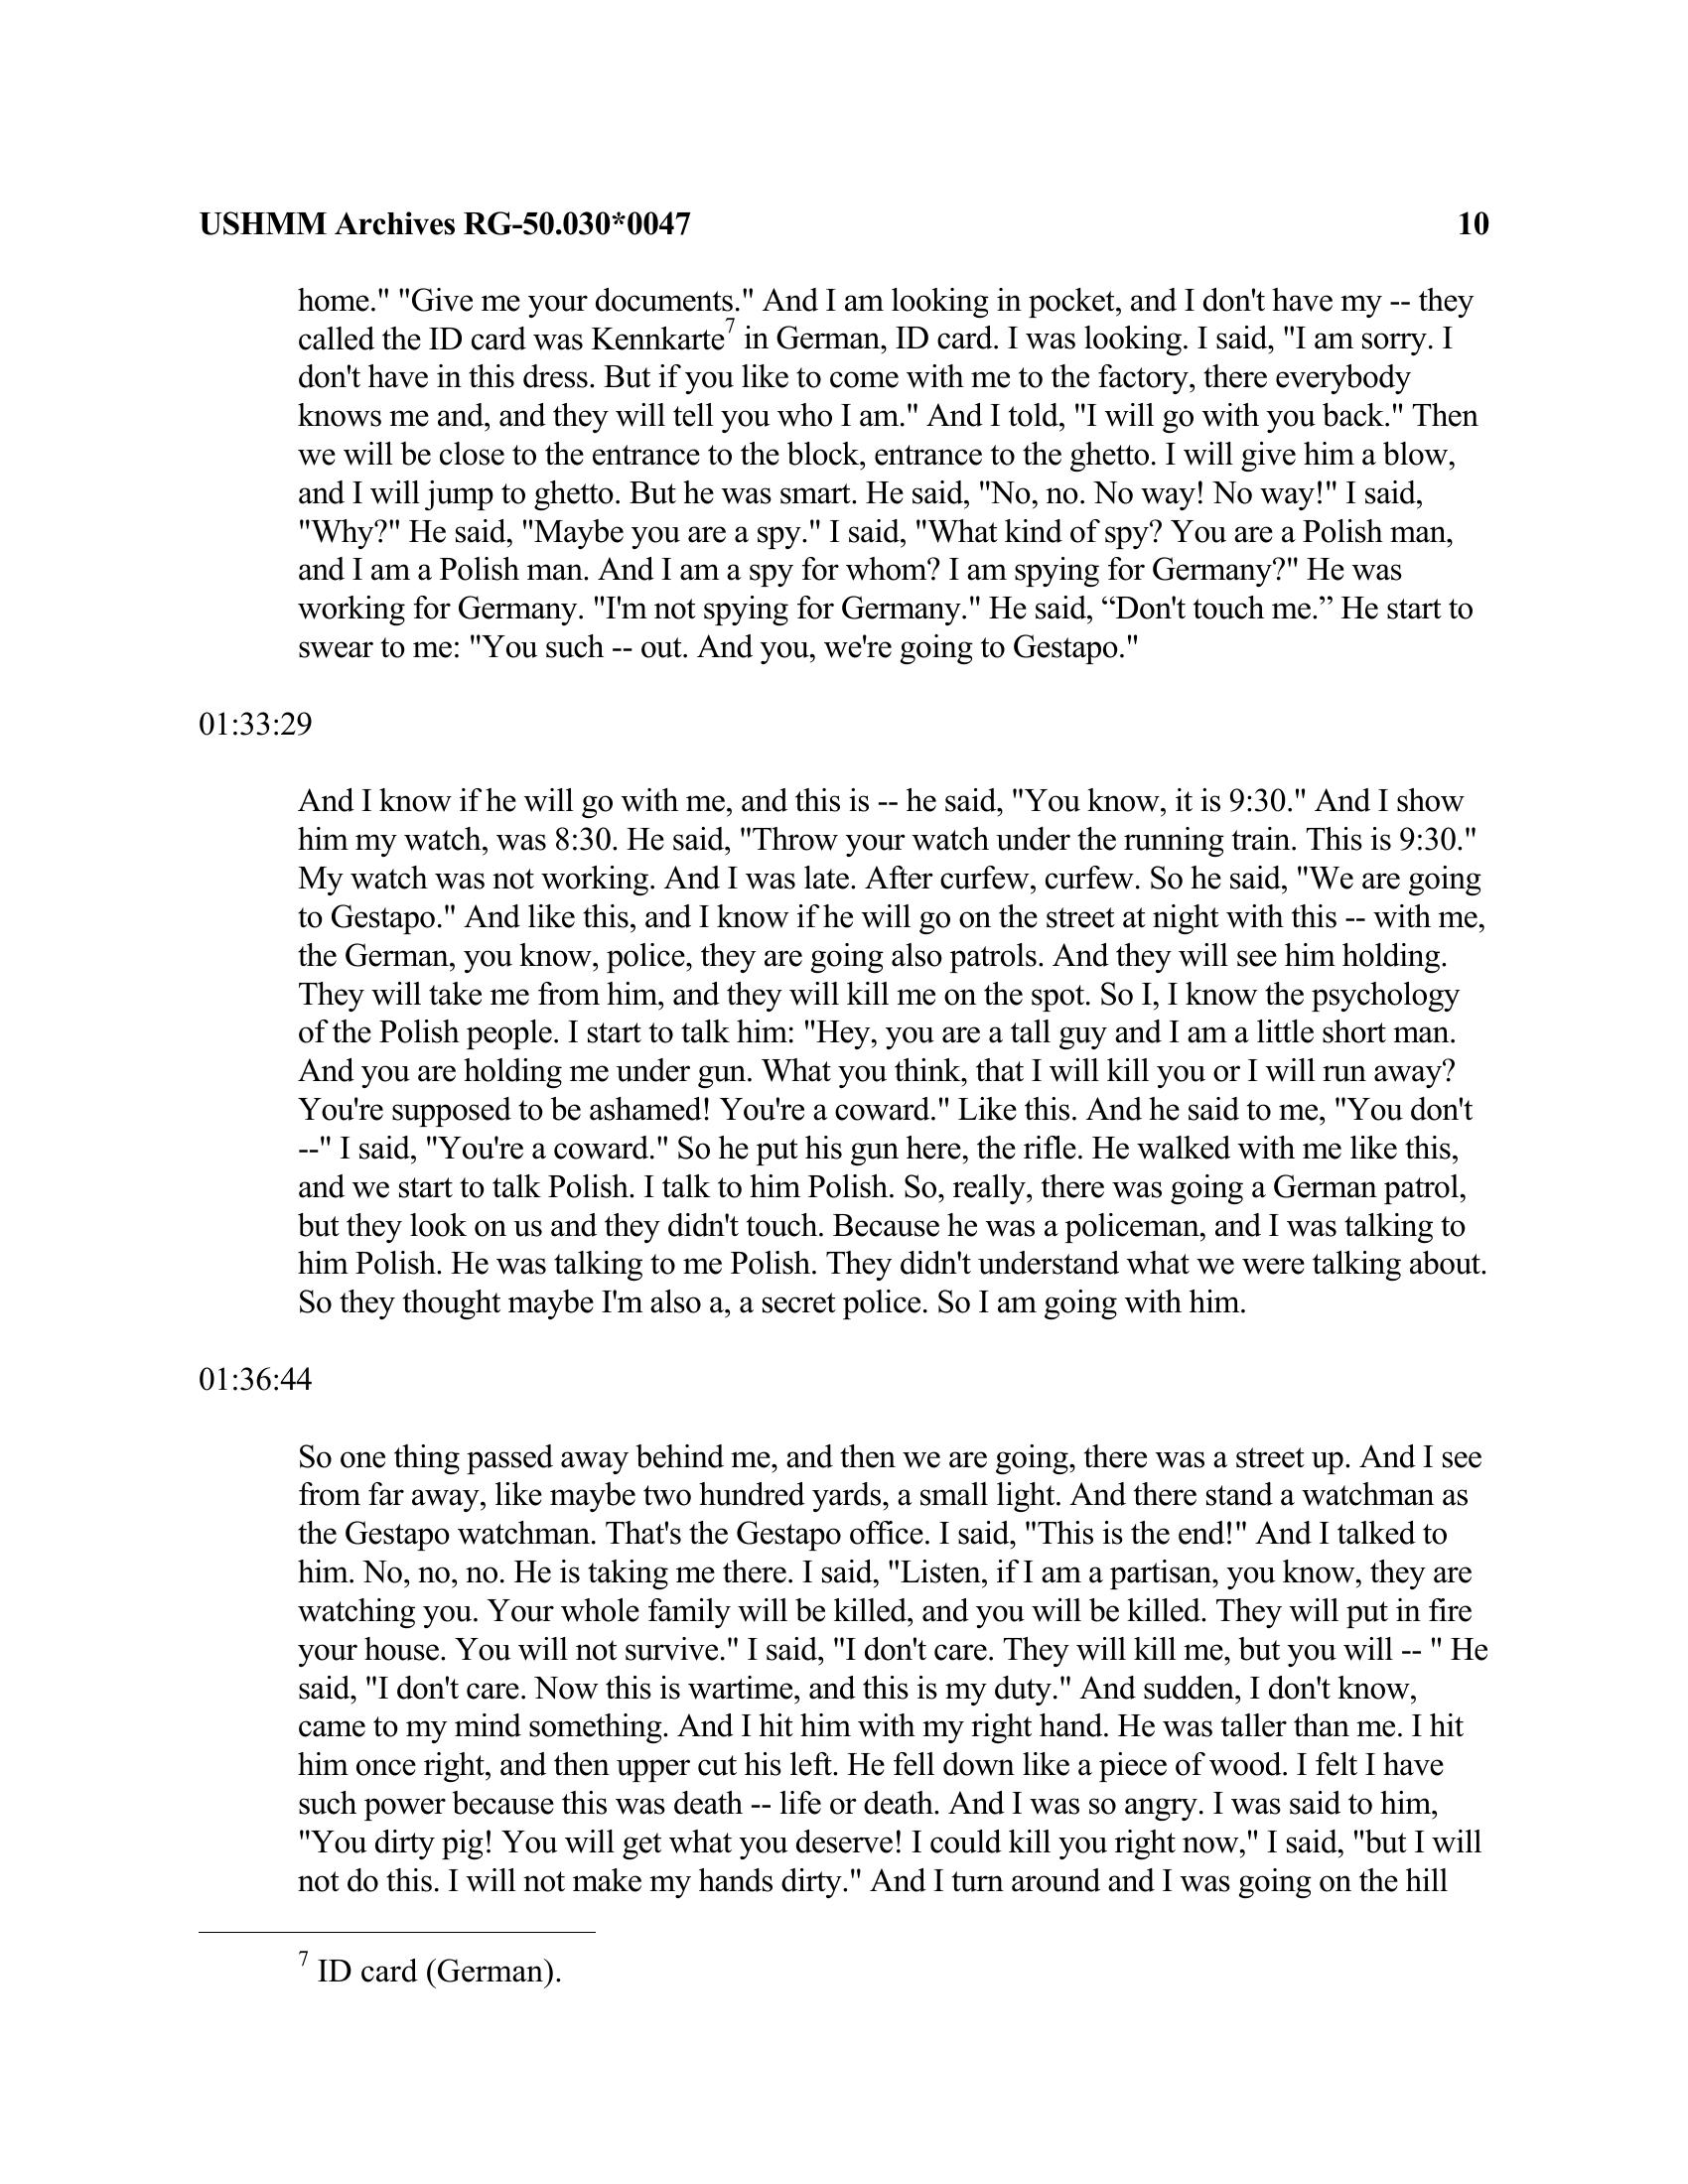 USHMM Archives RG-50.030*0047 10
home." "Give me your documents." And I am looking in pocket, and I don't have my -- they
called the ID card was Kennkarte7 in German, ID card. I was looking. I said, "I am sorry. I
don't have in this dress. But if you like to come with me to the factory, there everybody
knows me and, and they will tell you who I am." And I told, "I will go with you back." Then
we will be close to the entrance to the block, entrance to the ghetto. I will give him a blow,
and I will jump to ghetto. But he was smart. He said, "No, no. No way! No way!" I said,
"Why?" He said, "Maybe you are a spy." I said, "What kind of spy? You are a Polish man,
and I am a Polish man. And I am a spy for whom? I am spying for Germany?" He was
working for Germany. "I'm not spying for Germany." He said, “Don't touch me.” He start to
swear to me: "You such -- out. And you, we're going to Gestapo."
01:33:29
And I know if he will go with me, and this is -- he said, "You know, it is 9:30." And I show
him my watch, was 8:30. He said, "Throw your watch under the running train. This is 9:30."
My watch was not working. And I was late. After curfew, curfew. So he said, "We are going
to Gestapo." And like this, and I know if he will go on the street at night with this -- with me,
the German, you know, police, they are going also patrols. And they will see him holding.
They will take me from him, and they will kill me on the spot. So I, I know the psychology
of the Polish people. I start to talk him: "Hey, you are a tall guy and I am a little short man.
And you are holding me under gun. What you think, that I will kill you or I will run away?
You're supposed to be ashamed! You're a coward." Like this. And he said to me, "You don't
--" I said, "You're a coward." So he put his gun here, the rifle. He walked with me like this,
and we start to talk Polish. I talk to him Polish. So, really, there was going a German patrol,
but they look on us and they didn't touch. Because he was a policeman, and I was talking to
him Polish. He was talking to me Polish. They didn't understand what we were talking about.
So they thought maybe I'm also a, a secret police. So I am going with him.
01:36:44
So one thing passed away behind me, and then we are going, there was a street up. And I see
from far away, like maybe two hundred yards, a small light. And there stand a watchman as
the Gestapo watchman. That's the Gestapo office. I said, "This is the end!" And I talked to
him. No, no, no. He is taking me there. I said, "Listen, if I am a partisan, you know, they are
watching you. Your whole family will be killed, and you will be killed. They will put in fire
your house. You will not survive." I said, "I don't care. They will kill me, but you will -- " He
said, "I don't care. Now this is wartime, and this is my duty." And sudden, I don't know,
came to my mind something. And I hit him with my right hand. He was taller than me. I hit
him once right, and then upper cut his left. He fell down like a piece of wood. I felt I have
such power because this was death -- life or death. And I was so angry. I was said to him,
"You dirty pig! You will get what you deserve! I could kill you right now," I said, "but I will
not do this. I will not make my hands dirty." And I turn around and I was going on the hill
7 ID card (German).